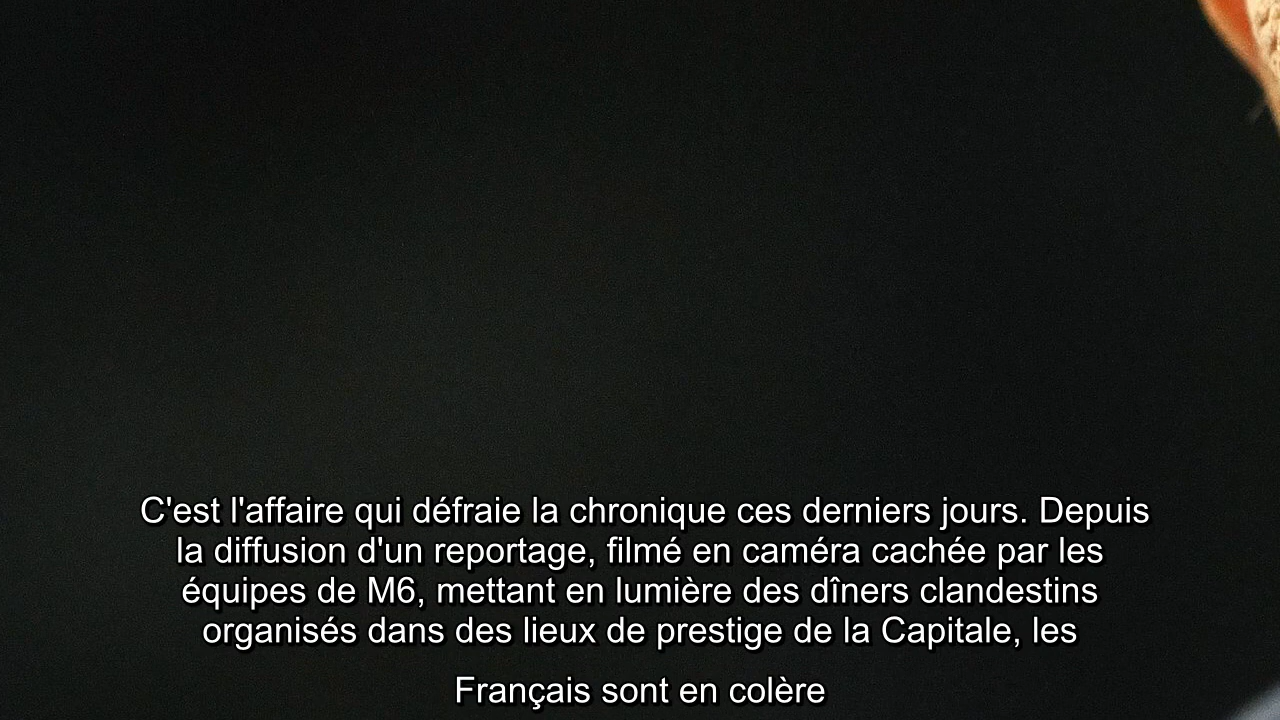 C'est l'affaire qui défraie la chronique ces derniers jours. Depuis
la diffusion d'un reportage, filmé en caméra cachée par les
équipes de M6, mettant en lumière des dîners clandestins
organisés dans des lieux de prestige de la Capitale, les
Français sont en colère